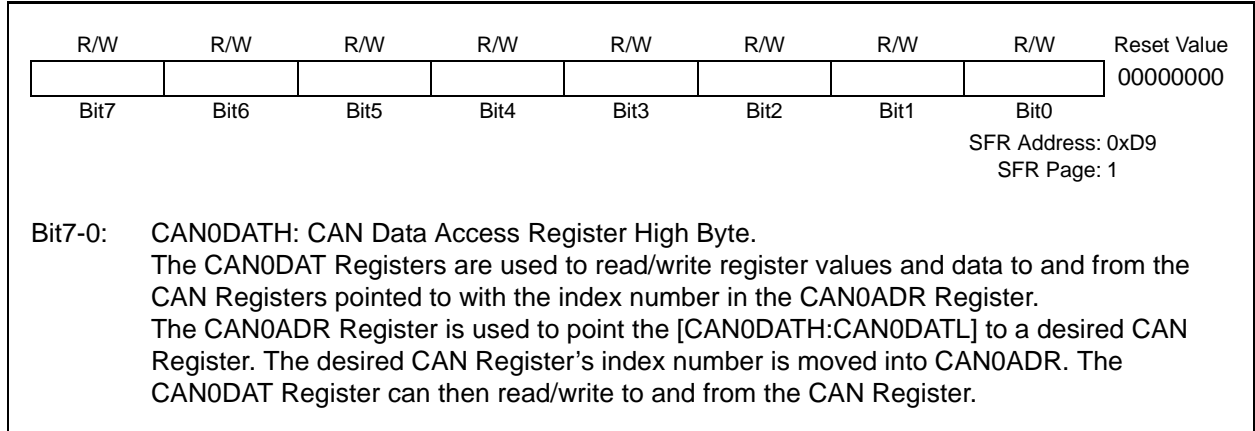 R/W R/W R/W R/W R/W R/W R/W R/W Reset Value
00000000
Bit7 Bit6 Bit5 Bit4 Bit3 Bit2 Bit1 Bit0
SFR Address: 0xD9
SFR Page: 1
Bit7-0: CAN0DATH: CAN Data Access Register High Byte.
The CAN0DAT Registers are used to read/write register values and data to and from the
CAN Registers pointed to with the index number in the CAN0ADR Register.
The CAN0ADR Register is used to point the [CAN0DATH:CAN0DATL] to a desired CAN
Register. The desired CAN Register’s index number is moved into CAN0ADR. The
CAN0DAT Register can then read/write to and from the CAN Register.